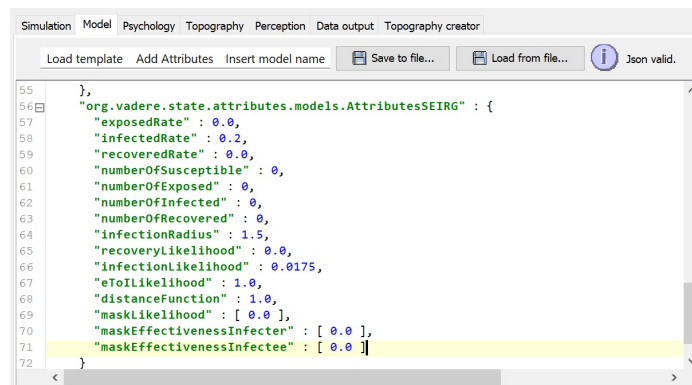 Simulation Model Psychology Topography Perception Data output Topography creator
Load template Add Attributes Insert model name Save to file... Load from file... i Json valid.
55 },
56 "org.vadere.state.attributes.models.AttributesSEIRG" : {
57 "exposedRate" : 0.0,
58 "infectedRate" : 0.2,
59 "recoveredRate" : 0.0,
60 "numberOfSusceptible" : 0,
61 "numberOfExposed" : 0,
62 "numberOfInfected" : 0,
63 "numberOfRecovered" : 0,
64 "infectionRadius" : 1.5,
65 "recoveryLikelihood" : 0.0,
66 "infectionLikelihood" : 0.0175,
67 "eToILikelihood" : 1.0,
68 "distanceFunction" : 1.0,
69 "maskLikelihood" : [ 0.0 ],
70 "maskEffectivenessInfecter" : [ 0.0 ],
71 "maskEffectivenessInfectee" : [ 0.0 ]
72 }